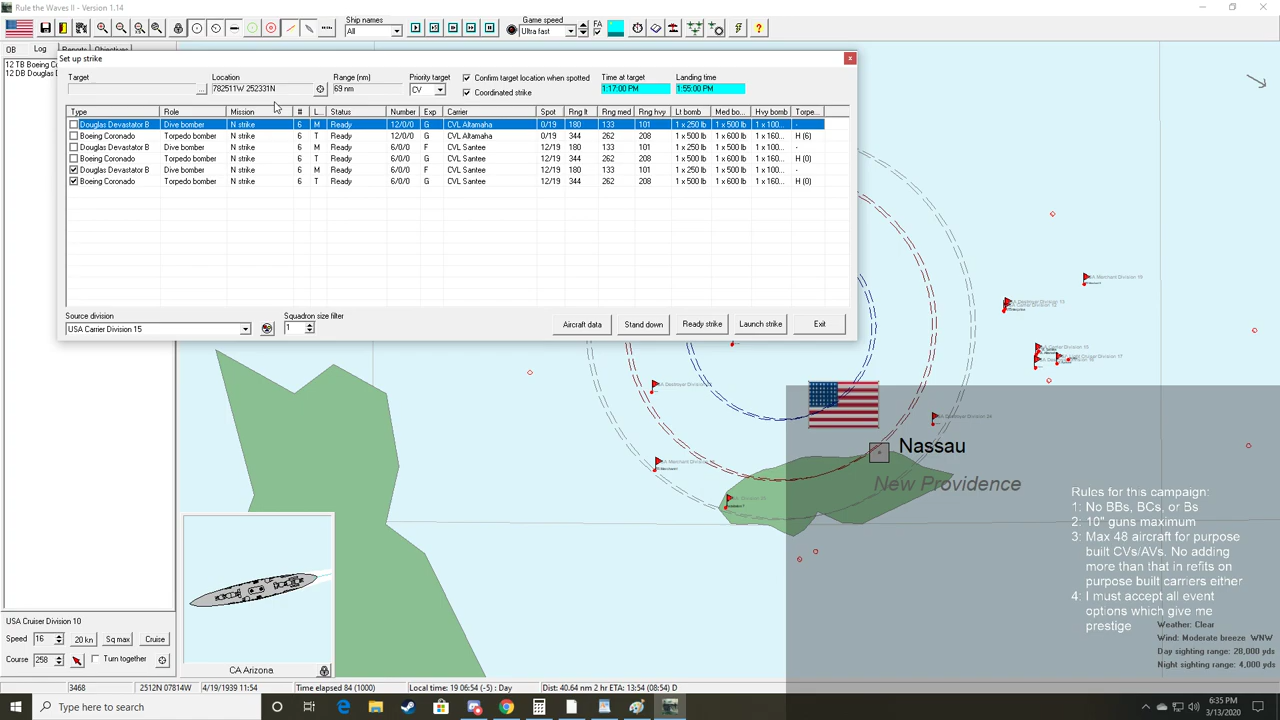 Rule the Waves II - Version 1.14
Ship names
All
Game speed
Ultra fast
FA
OB Log Reports
12 TB Boeing Co
12 DB Douglas D
Set up strike
Target
Location
782511W 252331N
Range (nm)
69 nm
Priority target
CV
Confirm target location when spotted
Coordinated strike
Time at target
1:17:00 PM
Landing time
1:55:00 PM
Type Role Mission # L... Status Number Exp Carrier Spot Rng lt Rng med Rng hvy Lt bomb Med bo... Hvy bomb Torpe...
Douglas Devastator B Dive bomber N strike 6 M Ready 12/0/0 G CVL Altamaha 0/19 180 133 101 1 x 250 lb 1 x 500 lb 1 x 100... -
Boeing Coronado Torpedo bomber N strike 6 T Ready 12/0/0 G CVL Altamaha 0/19 344 262 208 1 x 500 lb 1 x 600 lb 1 x 160... H (6)
Douglas Devastator B Dive bomber N strike 6 M Ready 6/0/0 F CVL Santee 12/19 180 133 101 1 x 250 lb 1 x 500 lb 1 x 100... -
Boeing Coronado Torpedo bomber N strike 6 T Ready 6/0/0 G CVL Santee 12/19 344 262 208 1 x 500 lb 1 x 600 lb 1 x 160... H (0)
Douglas Devastator B Dive bomber N strike 6 M Ready 6/0/0 F CVL Santee 12/19 180 133 101 1 x 250 lb 1 x 500 lb 1 x 100... -
Boeing Coronado Torpedo bomber N strike 6 T Ready 6/0/0 G CVL Santee 12/19 344 262 208 1 x 500 lb 1 x 600 lb 1 x 160... H (0)
Source division
USA Carrier Division 15
Squadron size filter
1
Aircraft data
Stand down
Ready strike
Launch strike
Exit
Nassau
New Providence
Rules for this campaign:
1: No BBs, BCs, or Bs
2: 10" guns maximum
3: Max 48 aircraft for purpose
built CVs/AVs. No adding
more than that in refits on
purpose built carriers either
4: I must accept all event
options which give me
prestige
Weather: Clear
Wind: Moderate breeze WNW
Day sighting range: 28,000 yds
Night sighting range: 4,000 yds
USA Cruiser Division 10
Speed 16 20 kn Sq max Cruise
Course 258 Turn together
CA Arizona
3468
2512N 07814W
4/19/1939 11:54
Time elapsed 84 (1000)
Local time: 19 06:54 (-5) : Day
Dist: 40.64 nm 2 hr ETA: 13:54 (08:54) D
Type here to search
6:35 PM
3/13/2020